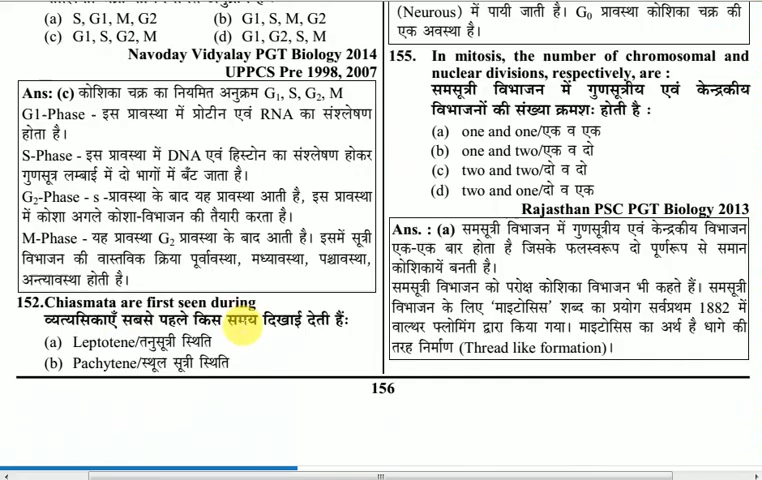 (a) S, G1, M, G2 (b) G1, S, M, G2
(c) G1, S, G2, M (d) G1, G2, S, M
Navoday Vidyalay PGT Biology 2014
UPPCS Pre 1998, 2007
Ans: (c) कोशिका चक्र का नियमित अनुक्रम G₁, S, G₂, M
G1-Phase - इस प्रावस्था में प्रोटीन एवं RNA का संश्लेषण
होता है।
S-Phase - इस प्रावस्था में DNA एवं हिस्टोन का संश्लेषण होकर
गुणसूत्र लम्बाई में दो भागों में बँट जाता है।
G₂-Phase - s -प्रावस्था के बाद यह प्रावस्था आती है, इस प्रावस्था
में कोशा अगले कोशा-विभाजन की तैयारी करता है।
M-Phase - यह प्रावस्था G₂ प्रावस्था के बाद आती है। इसमें सूत्री
विभाजन की वास्तविक क्रिया पूर्वावस्था, मध्यावस्था, पश्चावस्था,
अन्त्यावस्था होती है।
152.Chiasmata are first seen during
व्यत्यसिकाएँ सबसे पहले किस समय दिखाई देती हैंः
(a) Leptotene/तनुसूत्री स्थिति
(b) Pachytene/स्थूल सूत्री स्थिति
(Neurous) में पायी जाती है। G₀ प्रावस्था कोशिका चक्र की
एक अवस्था है।
155. In mitosis, the number of chromosomal and
nuclear divisions, respectively, are :
समसूत्री विभाजन में गुणसूत्रीय एवं केन्द्रकीय
विभाजनों की संख्या क्रमशः होती है :
(a) one and one/एक व एक
(b) one and two/एक व दो
(c) two and two/दो व दो
(d) two and one/दो व एक
Rajasthan PSC PGT Biology 2013
Ans. : (a) समसूत्री विभाजन में गुणसूत्रीय एवं केन्द्रकीय विभाजन
एक-एक बार होता है जिसके फलस्वरूप दो पूर्णरूप से समान
कोशिकायें बनती है।
समसूत्री विभाजन को परोक्ष कोशिका विभाजन भी कहते हैं। समसूत्री
विभाजन के लिए 'माइटोसिस' शब्द का प्रयोग सर्वप्रथम 1882 में
वाल्थर फ्लेमिंग द्वारा किया गया। माइटोसिस का अर्थ है धागे की
तरह निर्माण (Thread like formation)।
156